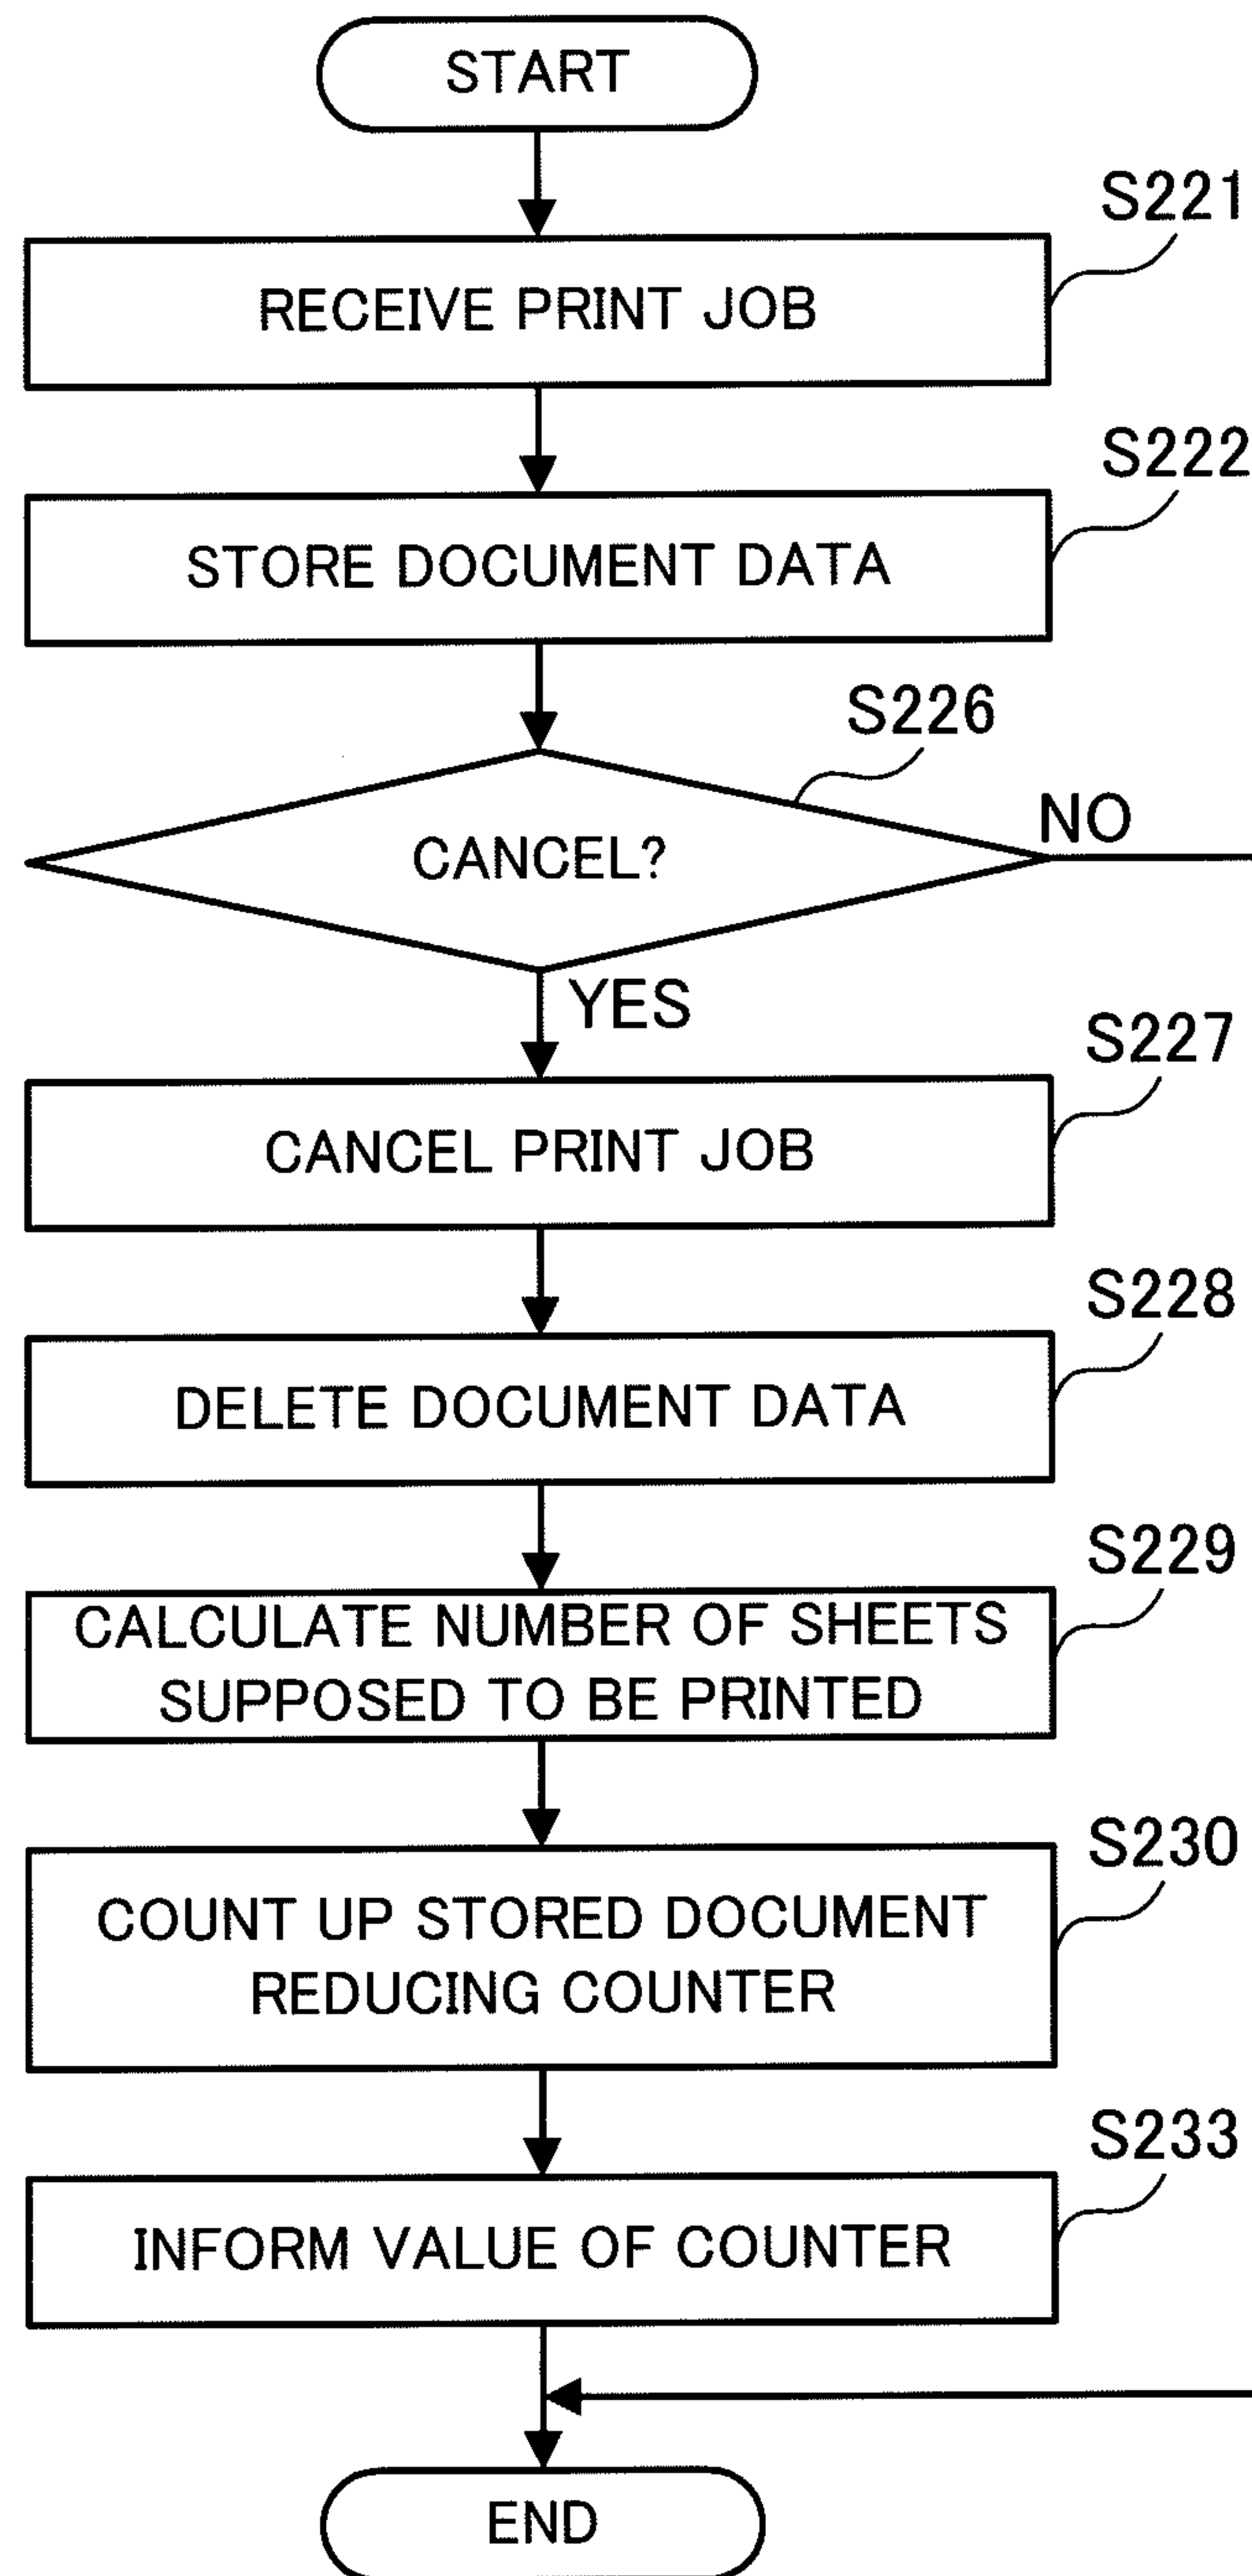 START
S221
RECEIVE PRINT JOB
S222
STORE DOCUMENT DATA
S226
CANCEL?
NO
YES
S227
CANCEL PRINT JOB
S228
DELETE DOCUMENT DATA
S229
CALCULATE NUMBER OF SHEETS
SUPPOSED TO BE PRINTED
S230
COUNT UP STORED DOCUMENT
REDUCING COUNTER
S233
INFORM VALUE OF COUNTER
END